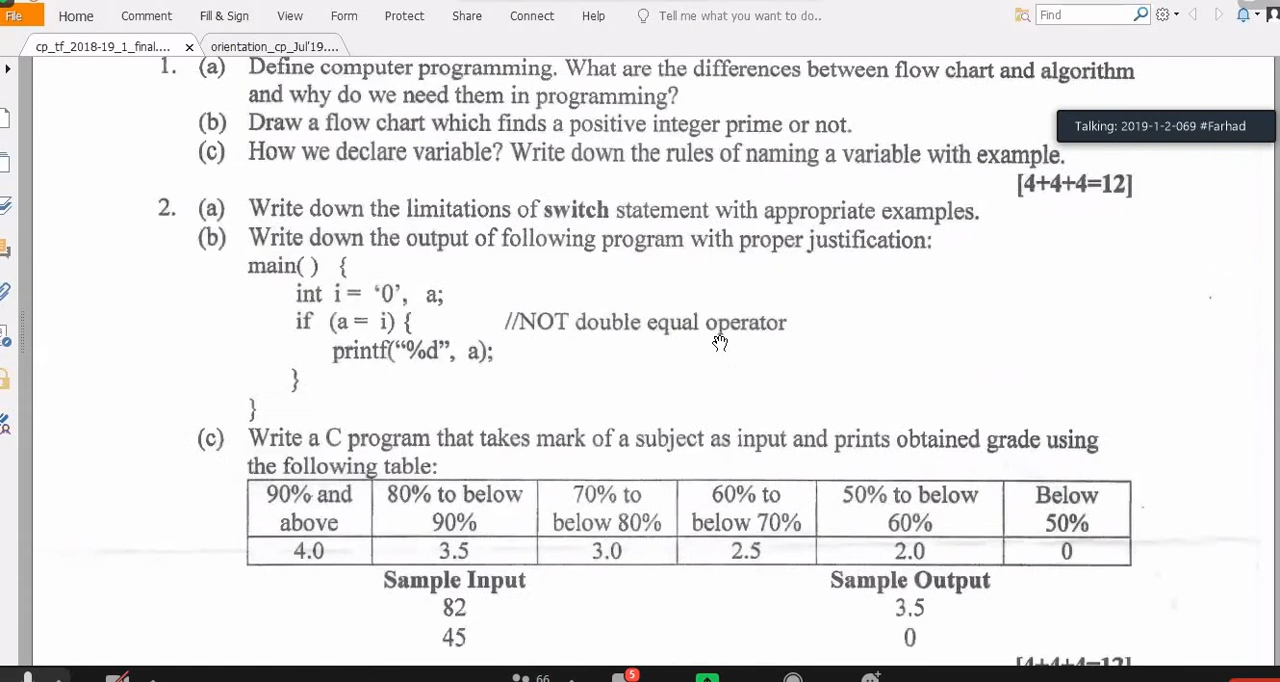 File Home Comment Fill & Sign View Form Protect Share Connect Help Tell me what you want to do.. Find
cp_tf_2018-19_1_final.... × orientation_cp_Jul'19....
1. (a) Define computer programming. What are the differences between flow chart and algorithm
and why do we need them in programming?
(b) Draw a flow chart which finds a positive integer prime or not.
Talking: 2019-1-2-069 #Farhad
(c) How we declare variable? Write down the rules of naming a variable with example.
[4+4+4=12]
2. (a) Write down the limitations of switch statement with appropriate examples.
(b) Write down the output of following program with proper justification:
main( ) {
int i = ‘0’, a;
if (a = i) { //NOT double equal operator
printf(“%d”, a);
}
}
(c) Write a C program that takes mark of a subject as input and prints obtained grade using
the following table:
90% and 80% to below 70% to 60% to 50% to below Below
above 90% below 80% below 70% 60% 50%
4.0 3.5 3.0 2.5 2.0 0
Sample Input Sample Output
82 3.5
45 0
[4+4+4=12]
66 5